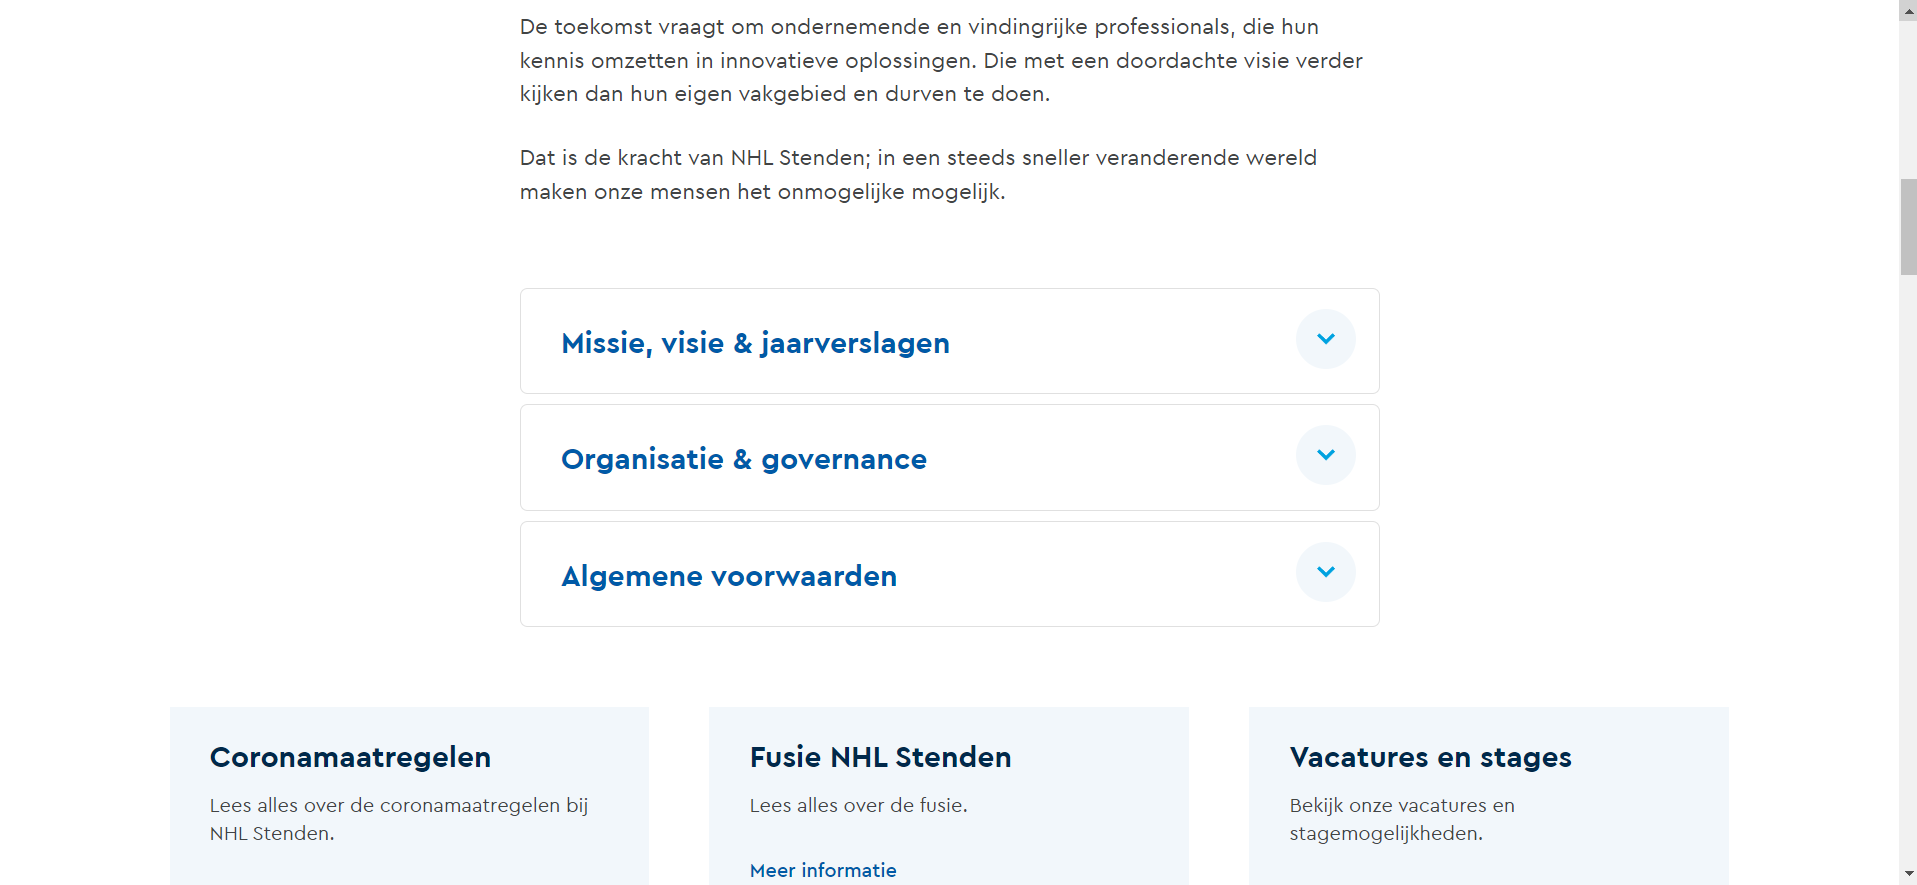 De toekomst vraagt om ondernemende en vindingrijke professionals, die hun
kennis omzetten in innovatieve oplossingen. Die met een doordachte visie verder
kijken dan hun eigen vakgebied en durven te doen.
Dat is de kracht van NHL Stenden; in een steeds sneller veranderende wereld
maken onze mensen het onmogelijke mogelijk.
Missie, visie & jaarverslagen
Organisatie & governance
Algemene voorwaarden
Coronamaatregelen
Lees alles over de coronamaatregelen bij
NHL Stenden.
Fusie NHL Stenden
Lees alles over de fusie.
Meer informatie
Vacatures en stages
Bekijk onze vacatures en
stagemogelijkheden.